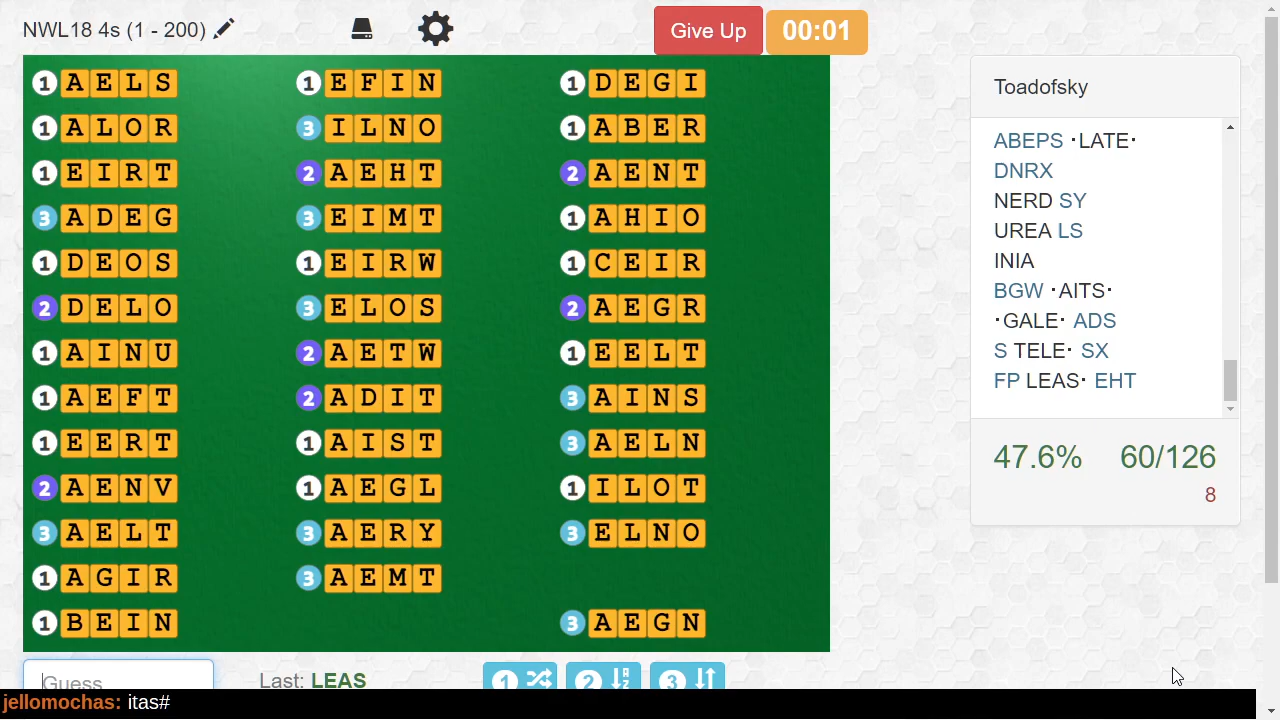 NWL18 4s (1 - 200)
Give Up
00:01
1 AELS
1 EFIN
1 DEGI
1 ALOR
3 ILNO
1 ABER
1 EIRT
2 AEHT
2 AENT
3 ADEG
3 EIMT
1 AHIO
1 DEOS
1 EIRW
1 CEIR
2 DELO
3 ELOS
2 AEGR
1 AINU
2 AETW
1 EELT
1 AEFT
2 ADIT
3 AINS
1 EERT
1 AIST
3 AELN
2 AENV
1 AEGL
1 ILOT
3 AELT
3 AERY
3 ELNO
1 AGIR
3 AEMT
1 BEIN
3 AEGN
Guess
Last: LEAS
1
2
3
Toadofsky
ABEPS ·LATE·
DNRX
NERD SY
UREA LS
INIA
BGW ·AITS·
·GALE· ADS
S TELE· SX
FP LEAS· EHT
47.6% 60/126
8
jellomochas: itas#